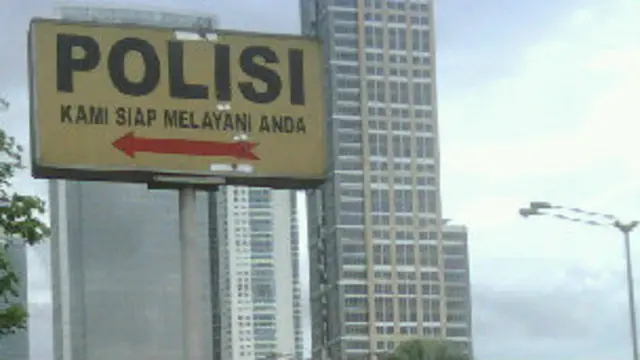 POLISI
KAMI SIAP MELAYANI ANDA